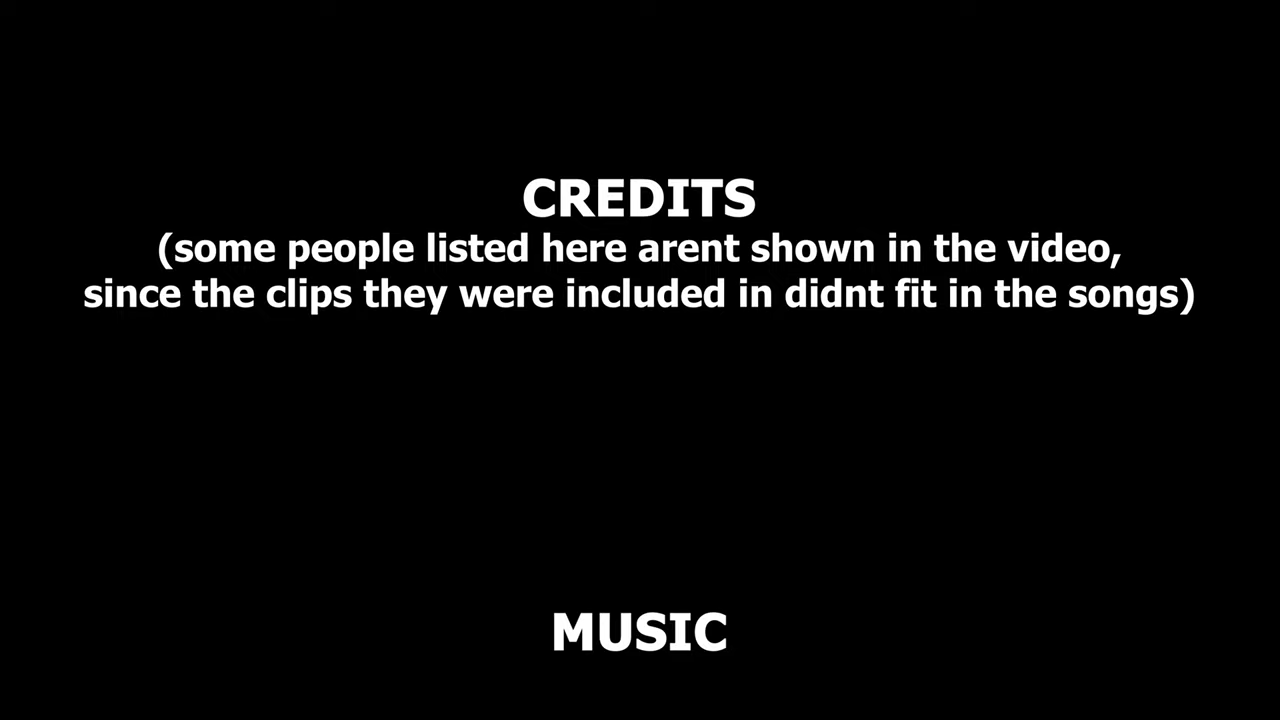 CREDITS
(some people listed here arent shown in the video,
since the clips they were included in didnt fit in the songs)
MUSIC